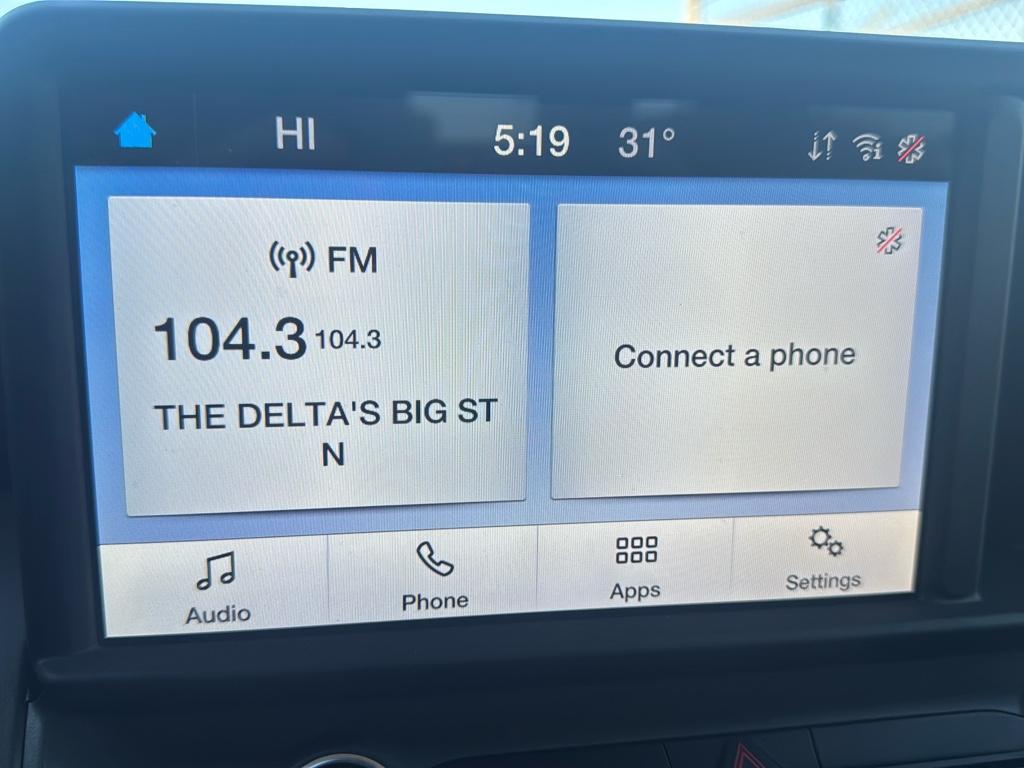 HI 5:19 31°
FM
104.3 104.3
THE DELTA'S BIG ST
N
Connect a phone
Audio Phone Apps Settings